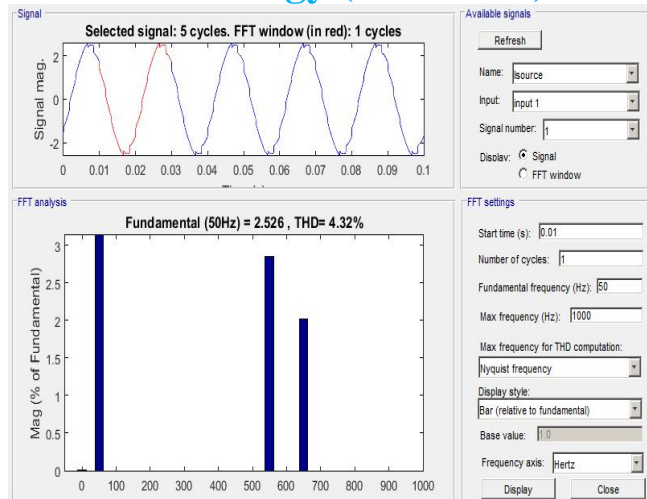 Signal
Selected signal: 5 cycles. FFT window (in red): 1 cycles
Signal mag.
2
0
-2
0 0.01 0.02 0.03 0.04 0.05 0.06 0.07 0.08 0.09 0.1
FFT analysis
Fundamental (50Hz) = 2.526 , THD= 4.32%
Mag (% of Fundamental)
3
2.5
2
1.5
1
0.5
0
0 100 200 300 400 500 600 700 800 900 1000
Available signals
Refresh
Name: Isource
Input: input 1
Signal number: 1
Display: Signal
FFT window
FFT settings
Start time (s): 0.01
Number of cycles: 1
Fundamental frequency (Hz): 50
Max frequency (Hz): 1000
Max frequency for THD computation:
Nyquist frequency
Display style:
Bar (relative to fundamental)
Base value: 1.0
Frequency axis: Hertz
Display Close